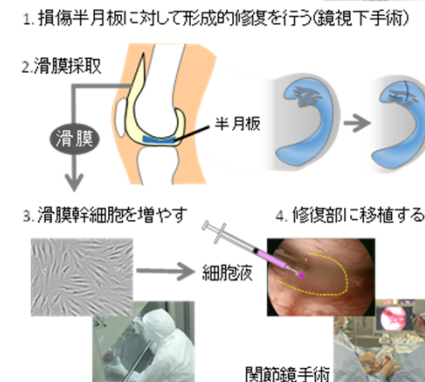 1. 損傷半月板に対して形成的修復を行う(鏡視下手術)
2. 滑膜採取
半月板
滑膜
3. 滑膜幹細胞を増やす
4. 修復部に移植する
細胞液
関節鏡手術